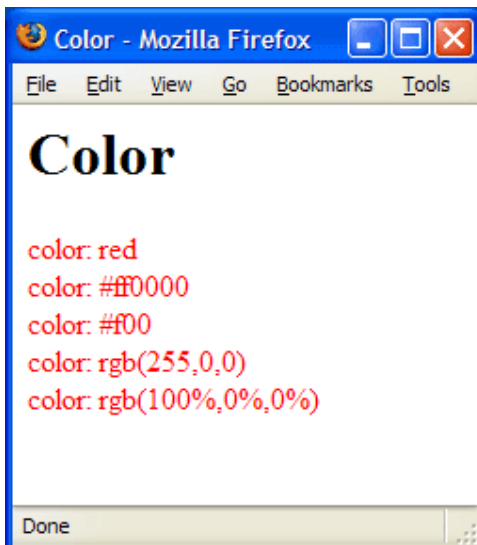 Color - Mozilla Firefox
File Edit View Go Bookmarks Tools
Color
color: red
color: #ff0000
color: #f00
color: rgb(255,0,0)
color: rgb(100%,0%,0%)
Done